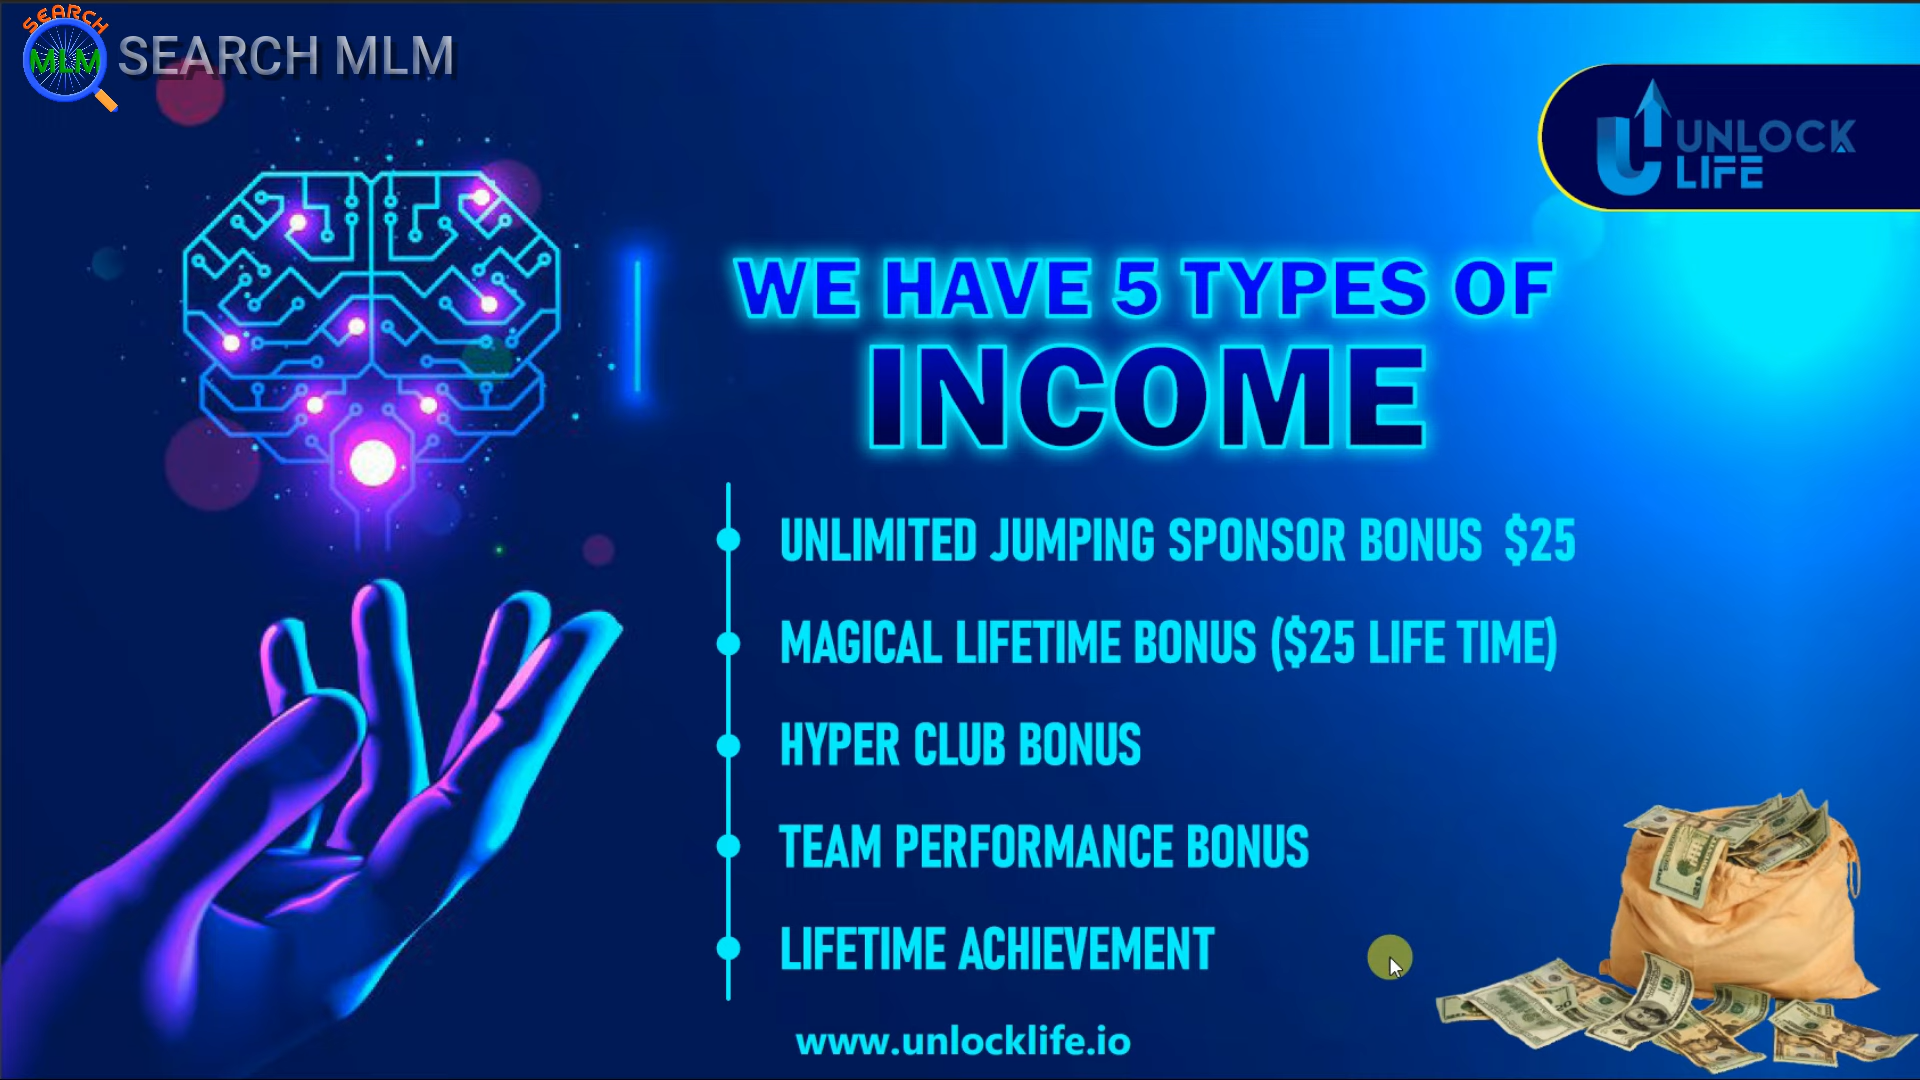 SEARCH
MLM
SEARCH MLM
UNLOCK
LIFE
WE HAVE 5 TYPES OF
INCOME
UNLIMITED JUMPING SPONSOR BONUS $25
MAGICAL LIFETIME BONUS ($25 LIFE TIME)
HYPER CLUB BONUS
TEAM PERFORMANCE BONUS
LIFETIME ACHIEVEMENT
www.unlocklife.io